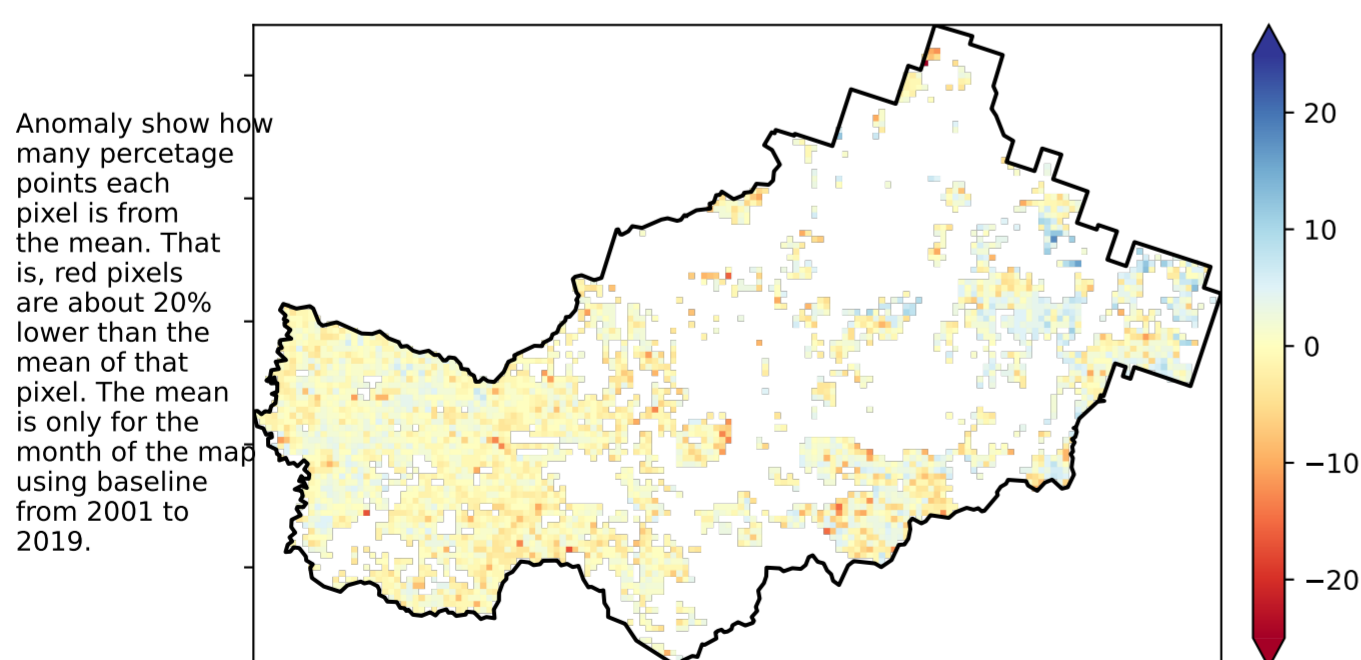 Anomaly show how
many percetage
points each
pixel is from
the mean. That
is, red pixels
are about 20%
lower than the
mean of that
pixel. The mean
is only for the
month of the map
using baseline
from 2001 to
2019.
20
10
0
−10
−20